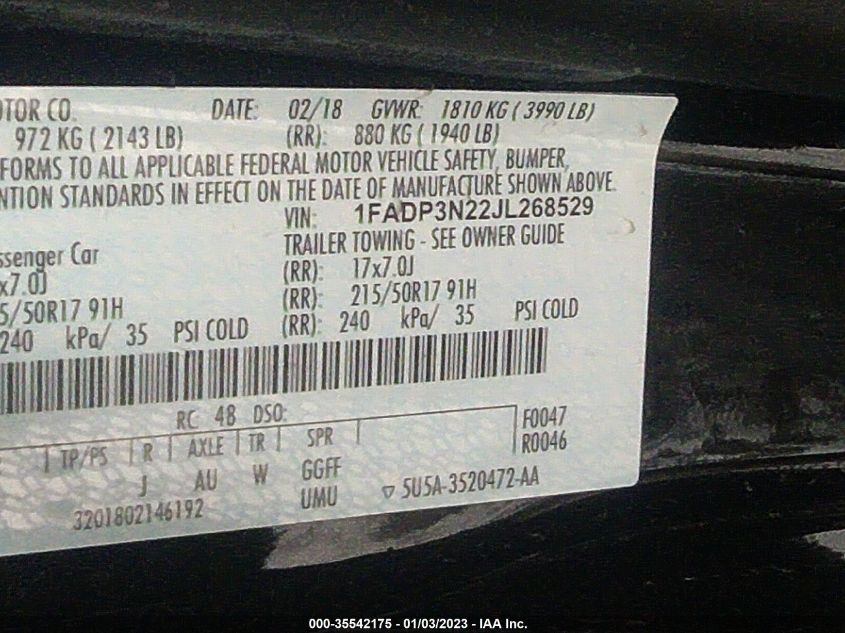 OTOR CO. DATE: 02/18 GVWR: 1810 KG ( 3990 LB)
972 KG ( 2143 LB) (RR): 880 KG ( 1940 LB)
FORMS TO ALL APPLICABLE FEDERAL MOTOR VEHICLE SAFETY, BUMPER,
NTION STANDARDS IN EFFECT ON THE DATE OF MANUFACTURE SHOWN ABOVE.
VIN: 1FADP3N22JL268529
TRAILER TOWING - SEE OWNER GUIDE
ssenger Car
x7.0J (RR): 17x7.0J
5/50R17 91H (RR): 215/50R17 91H
240 kPa/ 35 PSI COLD (RR): 240 kPa/ 35 PSI COLD
RC: 48 DSO:
F0047
R0046
TP/PS R AXLE TR SPR
J AU W GGFF
UMU ▽ 5U5A-3520472-AA
3201802146192
000-35542175 - 01/03/2023 - IAA Inc.